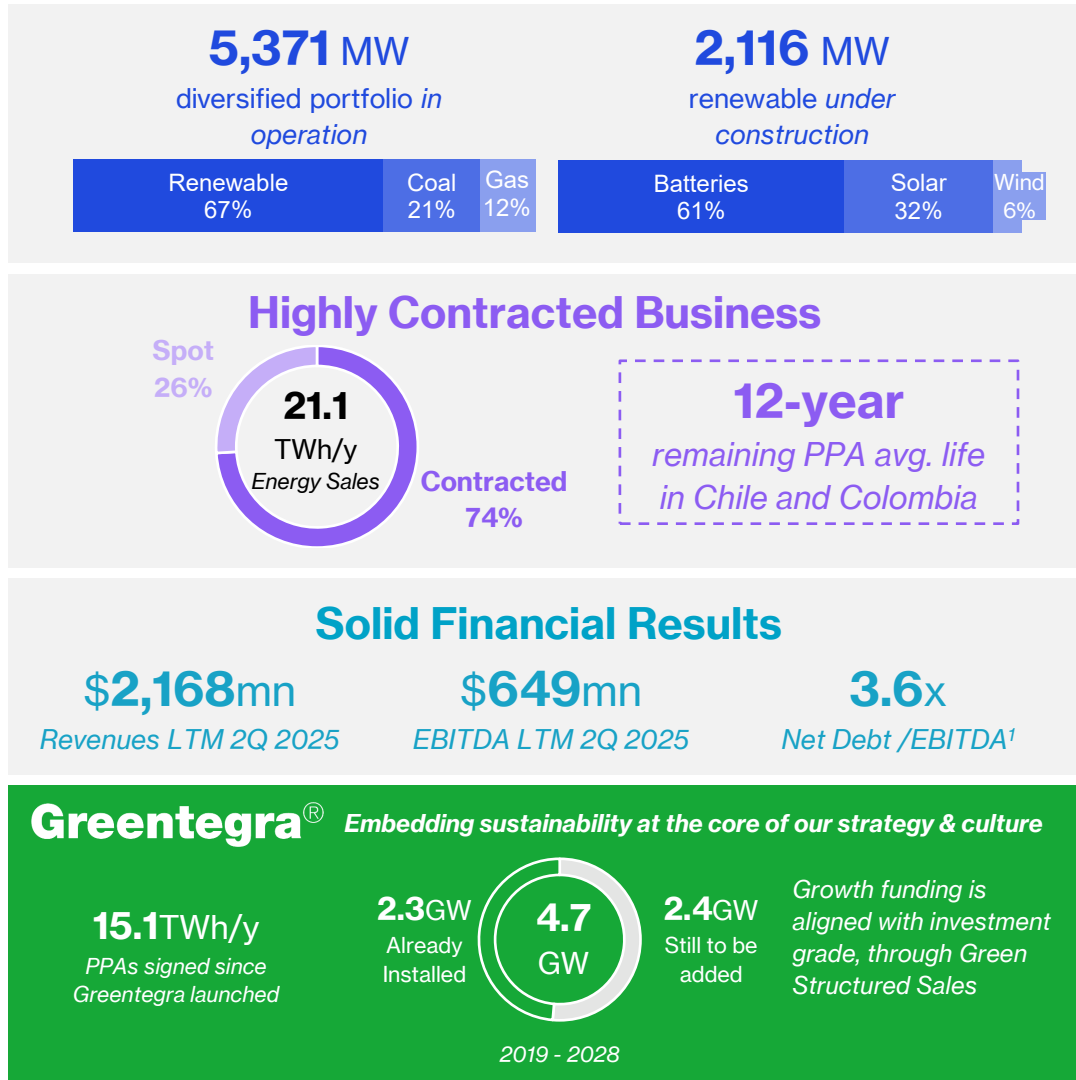 5,371 MW
diversified portfolio in
operation
Renewable
67%
Coal
21%
Gas
12%
2,116 MW
renewable under
construction
Batteries
61%
Solar
32%
Wind
6%
Highly Contracted Business
Spot
26%
21.1
TWh/y
Energy Sales
Contracted
74%
12-year
remaining PPA avg. life
in Chile and Colombia
Solid Financial Results
$2,168mn
Revenues LTM 2Q 2025
$649mn
EBITDA LTM 2Q 2025
3.6x
Net Debt /EBITDA¹
Greentegra®
Embedding sustainability at the core of our strategy & culture
15.1TWh/y
PPAs signed since
Greentegra launched
2.3GW
Already
Installed
4.7
GW
2.4GW
Still to be
added
2019 - 2028
Growth funding is
aligned with investment
grade, through Green
Structured Sales